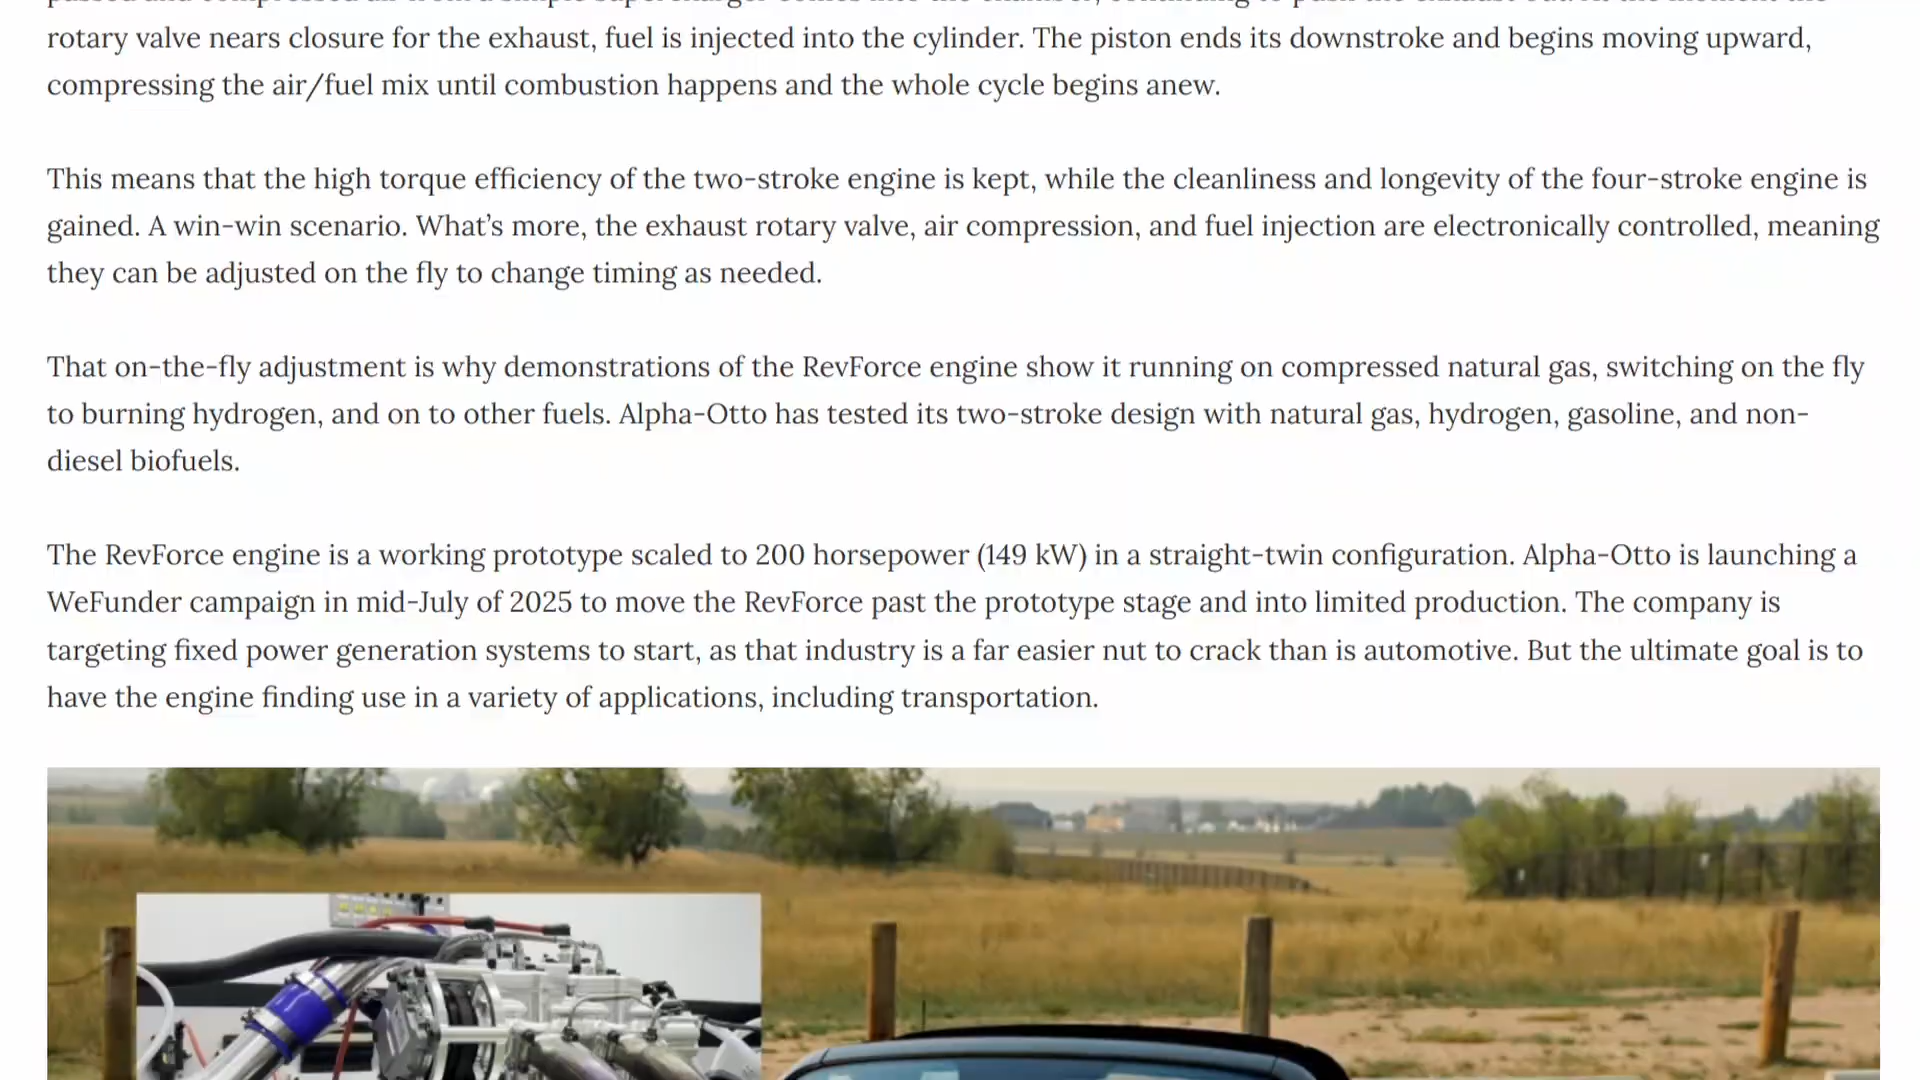 rotary valve nears closure for the exhaust, fuel is injected into the cylinder. The piston ends its downstroke and begins moving upward,
compressing the air/fuel mix until combustion happens and the whole cycle begins anew.
This means that the high torque efficiency of the two-stroke engine is kept, while the cleanliness and longevity of the four-stroke engine is
gained. A win-win scenario. What’s more, the exhaust rotary valve, air compression, and fuel injection are electronically controlled, meaning
they can be adjusted on the fly to change timing as needed.
That on-the-fly adjustment is why demonstrations of the RevForce engine show it running on compressed natural gas, switching on the fly
to burning hydrogen, and on to other fuels. Alpha-Otto has tested its two-stroke design with natural gas, hydrogen, gasoline, and non-
diesel biofuels.
The RevForce engine is a working prototype scaled to 200 horsepower (149 kW) in a straight-twin configuration. Alpha-Otto is launching a
WeFunder campaign in mid-July of 2025 to move the RevForce past the prototype stage and into limited production. The company is
targeting fixed power generation systems to start, as that industry is a far easier nut to crack than is automotive. But the ultimate goal is to
have the engine finding use in a variety of applications, including transportation.